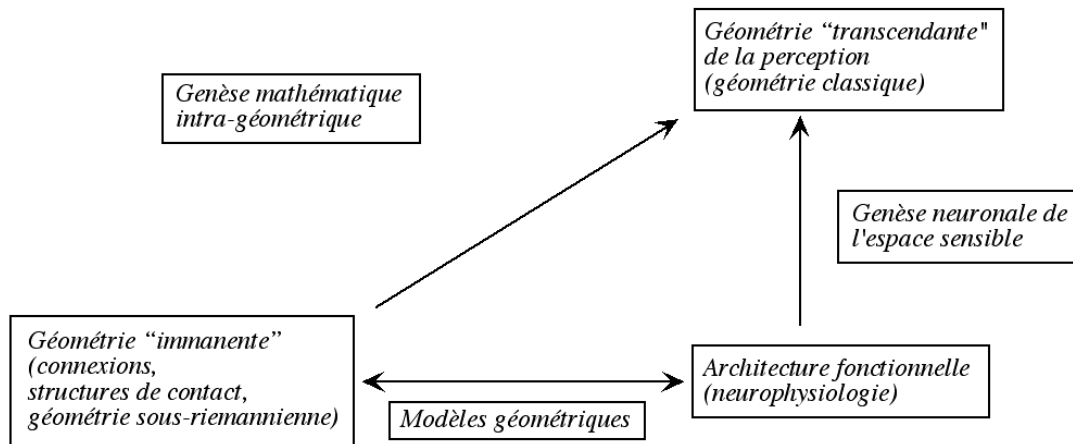 Géométrie “transcendante"
de la perception
(géométrie classique)
Genèse mathématique
intra-géométrique
Genèse neuronale de
l'espace sensible
Géométrie “immanente”
(connexions,
structures de contact,
géométrie sous-riemannienne)
Modèles géométriques
Architecture fonctionnelle
(neurophysiologie)